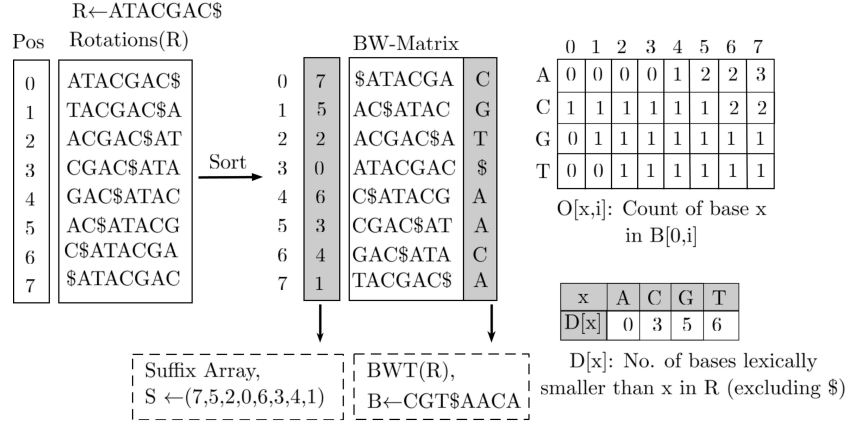 R←ATACGAC$
Pos Rotations(R) BW-Matrix
0 ATACGAC$ 0 7 $ATACGA C
1 TACGAC$A 1 5 AC$ATAC G
2 ACGAC$AT 2 2 ACGAC$A T
3 CGAC$ATA 3 0 ATACGAC $
4 GAC$ATAC 4 6 C$ATACG A
5 AC$ATACG 5 3 CGAC$AT A
6 C$ATACGA 6 4 GAC$ATA C
7 $ATACGAC 7 1 TACGAC$ A
Sort
0 1 2 3 4 5 6 7
A 0 0 0 0 1 2 2 3
C 1 1 1 1 1 1 2 2
G 0 1 1 1 1 1 1 1
T 0 0 1 1 1 1 1 1
O[x,i]: Count of base x
in B[0,i]
x A C G T
D[x] 0 3 5 6
D[x]: No. of bases lexically
smaller than x in R (excluding $)
Suffix Array,
S ←(7,5,2,0,6,3,4,1)
BWT(R),
B←CGT$AACA